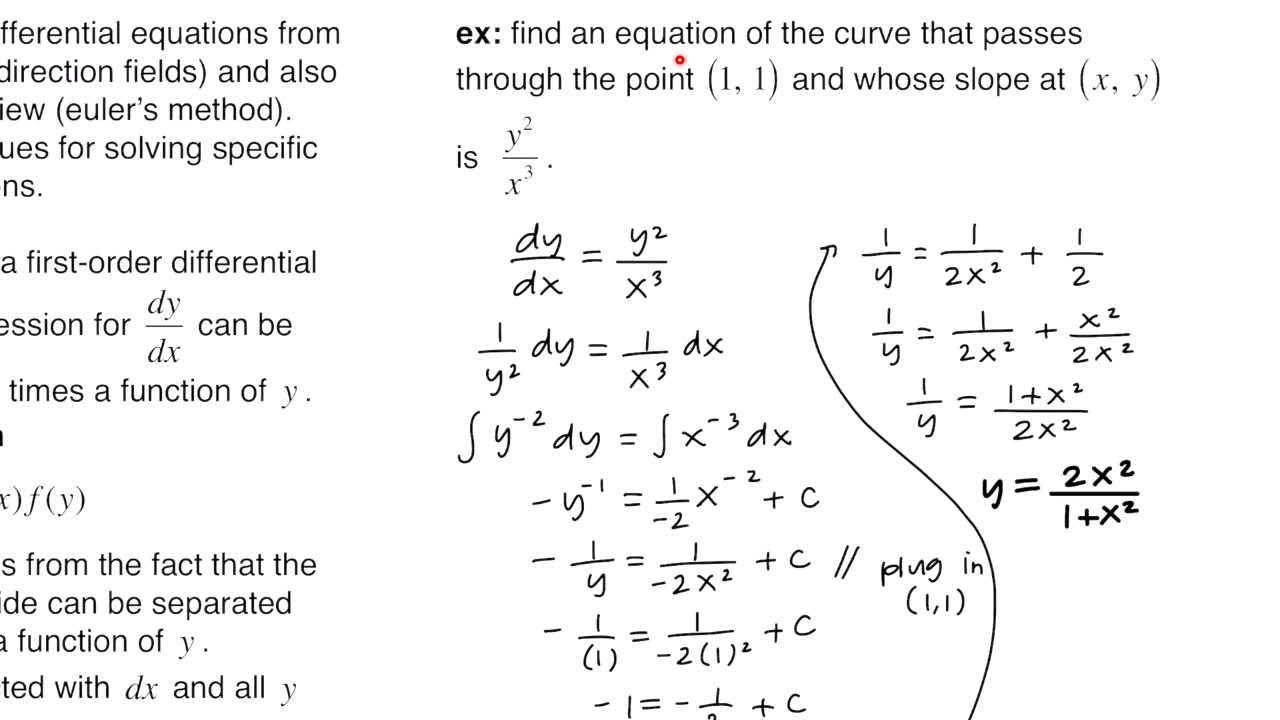 fferential equations from
direction fields) and also
iew (euler's method).
ues for solving specific
ns.
a first-order differential
ession for dy/dx can be
times a function of y.
x)f(y)
s from the fact that the
ide can be separated
a function of y.
cted with dx and all y
ex: find an equation of the curve that passes
through the point (1, 1) and whose slope at (x, y)
is y²/x³.
dy/dx = y²/x³
1/y² dy = 1/x³ dx
∫ y⁻² dy = ∫ x⁻³ dx
- y⁻¹ = 1/-2 x⁻² + C
- 1/y = 1/-2x² + C // plug in
(1,1)
- 1/(1) = 1/-2(1)² + C
- 1 = - 1/2 + C
1/y = 1/2x² + 1/2
1/y = 1/2x² + x²/2x²
1/y = 1+x²/2x²
y = 2x²/1+x²